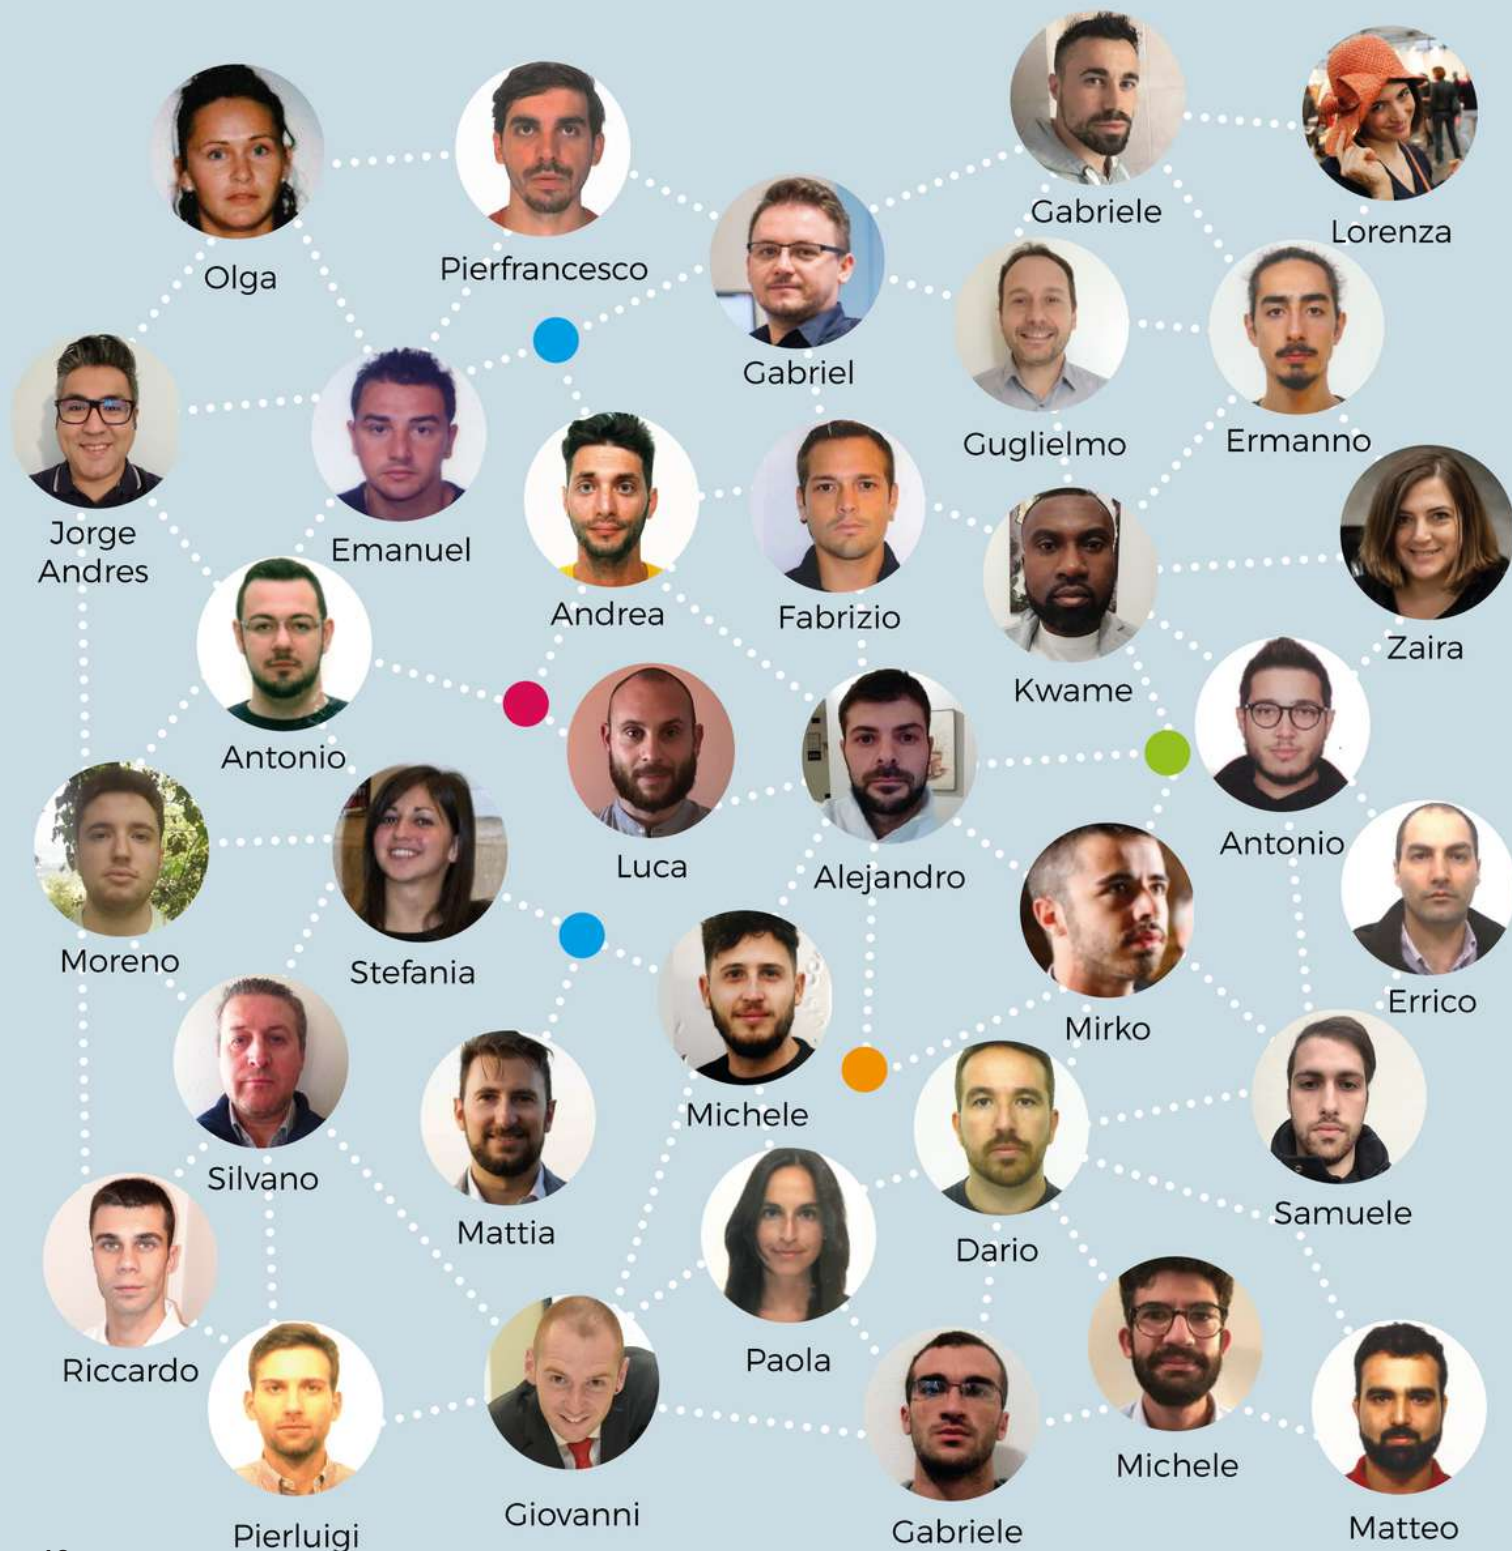 Gabriele
Lorenza
Olga
Pierfrancesco
Gabriel
Guglielmo
Ermanno
Jorge
Andres
Emanuel
Andrea
Fabrizio
Kwame
Zaira
Antonio
Luca
Alejandro
Antonio
Moreno
Stefania
Mirko
Errico
Michele
Silvano
Mattia
Dario
Samuele
Riccardo
Paola
Michele
Giovanni
Pierluigi
Gabriele
Matteo